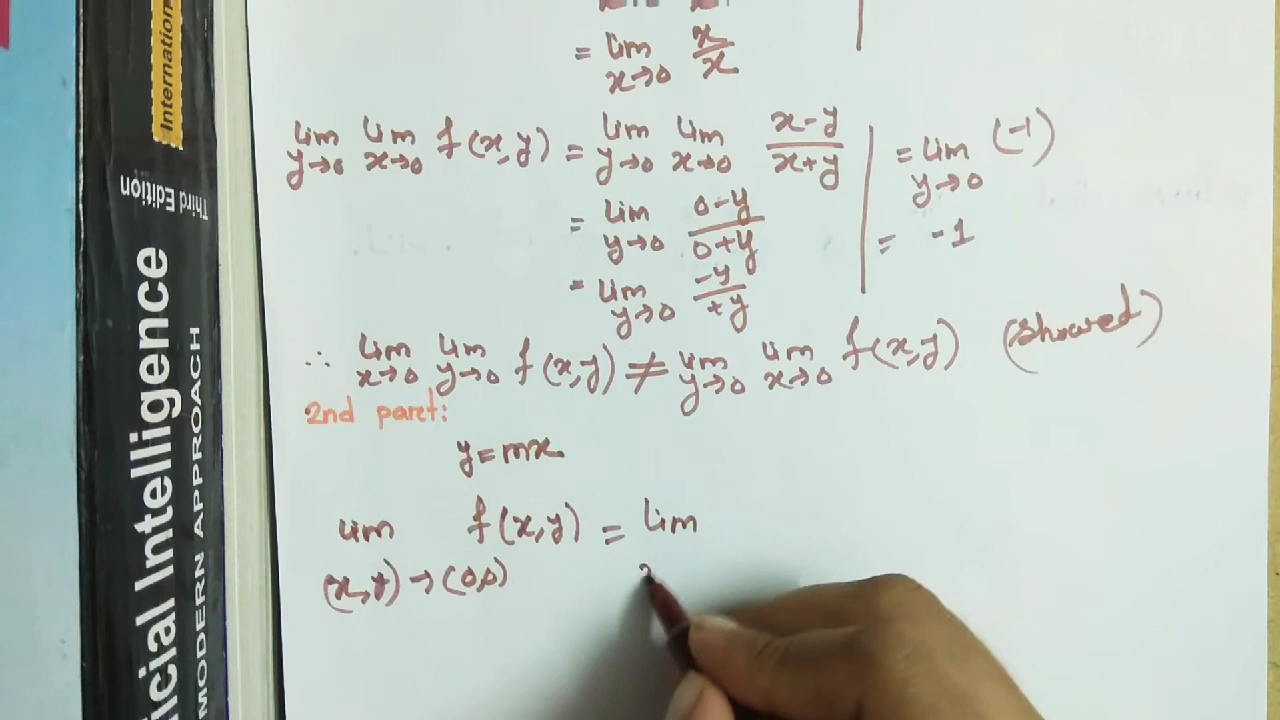 International
Third Edition
Artificial Intelligence
MODERN APPROACH
= lim x→0 x/x
lim y→0 lim x→0 f(x,y) = lim y→0 lim x→0 x-y/x+y
= lim y→0 0-y/0+y
= lim y→0 -y/+y
= lim y→0 (-1)
= -1
∴ lim x→0 lim y→0 f(x,y) ≠ lim y→0 lim x→0 f(x,y) (showed)
2nd paret:
y=mx
lim (x,y)→(0,0) f(x,y) = lim